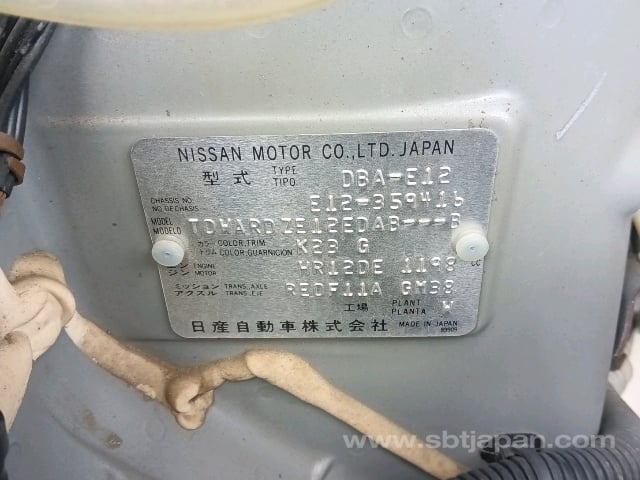 NISSAN MOTOR CO.,LTD. JAPAN
型式 TYPE TIPO DBA-E12
CHASSIS NO. NO. DE CHASIS E12-359416
MODEL MODELO TDWARDZE12EDAB---B
カラー COLOR,TRIM トリム COLOR,GUARNICION K23 G
エンジン ENGINE MOTOR HR12DE 1198 CC
ミッション アクスル TRANS., AXLE TRANS., EJE RE0F11A GM38
工場 PLANT PLANTA W
日産自動車株式会社 MADE IN JAPAN
www.sbtjapan.com